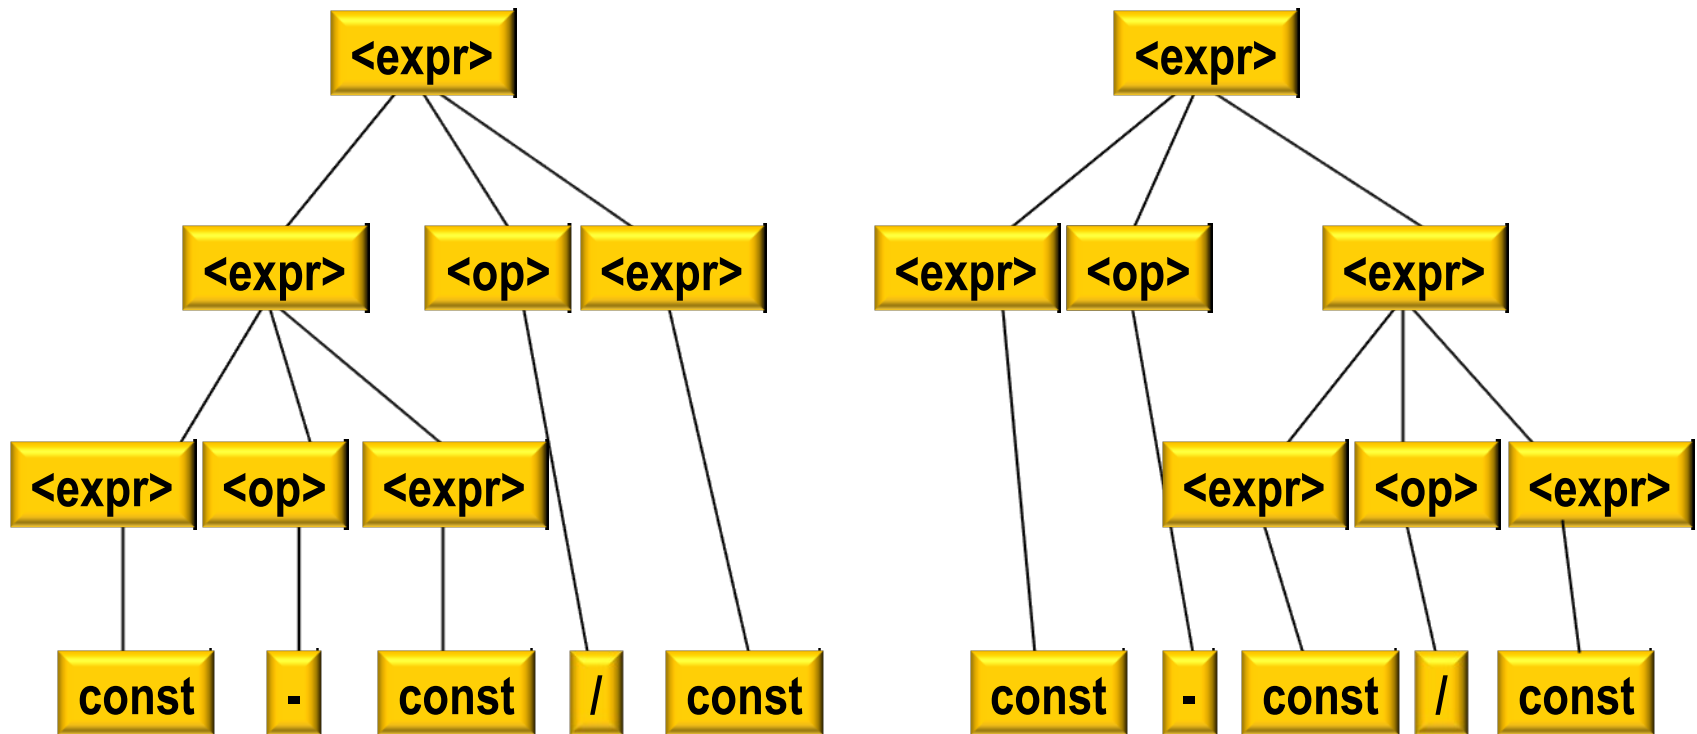 <expr> <expr>
<expr> <op> <expr> <expr> <op> <expr>
<expr> <op> <expr> <expr> <op> <expr>
const - const / const const - const / const